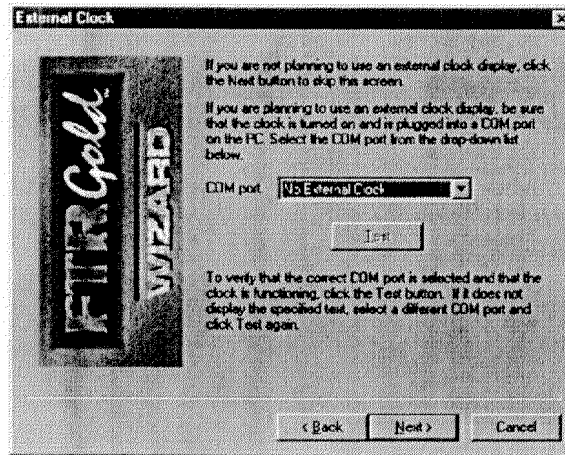 External Clock
If you are not planning to use an external clock display, click
the Next button to skip this screen.
If you are planning to use an external clock display, be sure
that the clock is turned on and is plugged into a COM port
on the PC. Select the COM port from the drop-down list
below.
COM port No External Clock
Test
To verify that the correct COM port is selected and that the
clock is functioning, click the Test button. If it does not
display the specified text, select a different COM port and
click Test again.
FTR Gold
WIZARD
< Back Next > Cancel